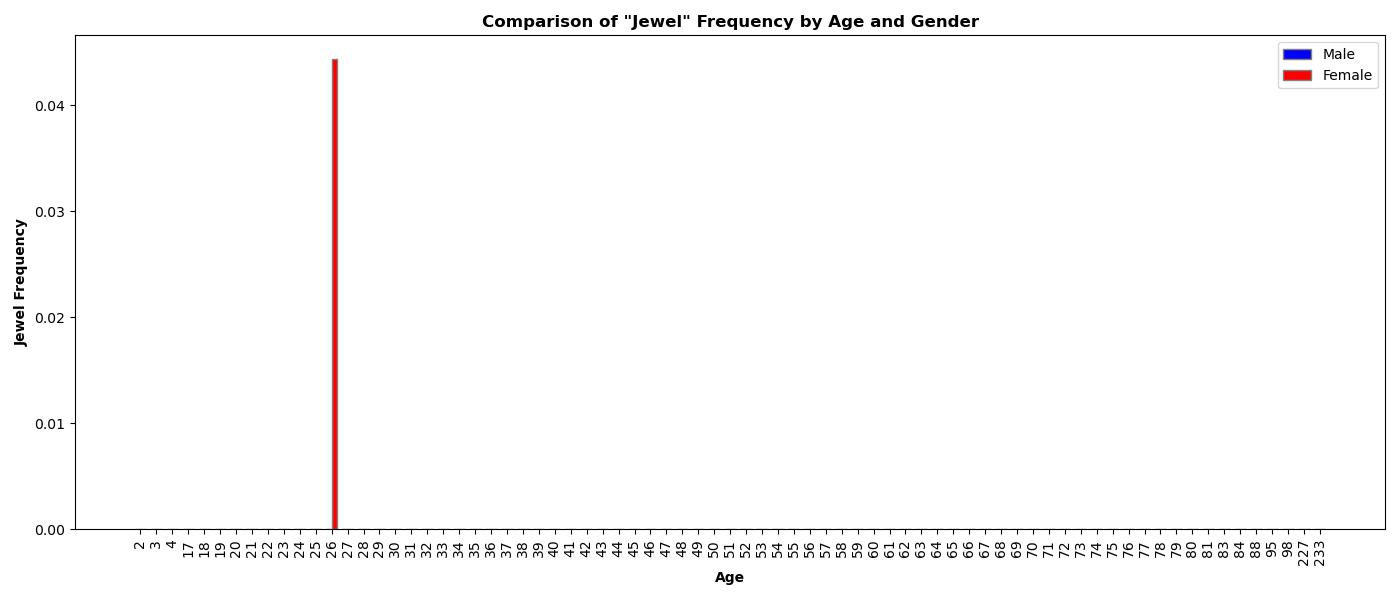 Comparison of "Jewel" Frequency by Age and Gender
Male
Female
0.04
0.03
0.02
0.01
0.00
Jewel Frequency
2 3 4 17 18 19 20 21 22 23 24 25 26 27 28 29 30 31 32 33 34 35 36 37 38 39 40 41 42 43 44 45 46 47 48 49 50 51 52 53 54 55 56 57 58 59 60 61 62 63 64 65 66 67 68 69 70 71 72 73 74 75 76 77 78 79 80 81 83 84 88 95 98 227 233
Age